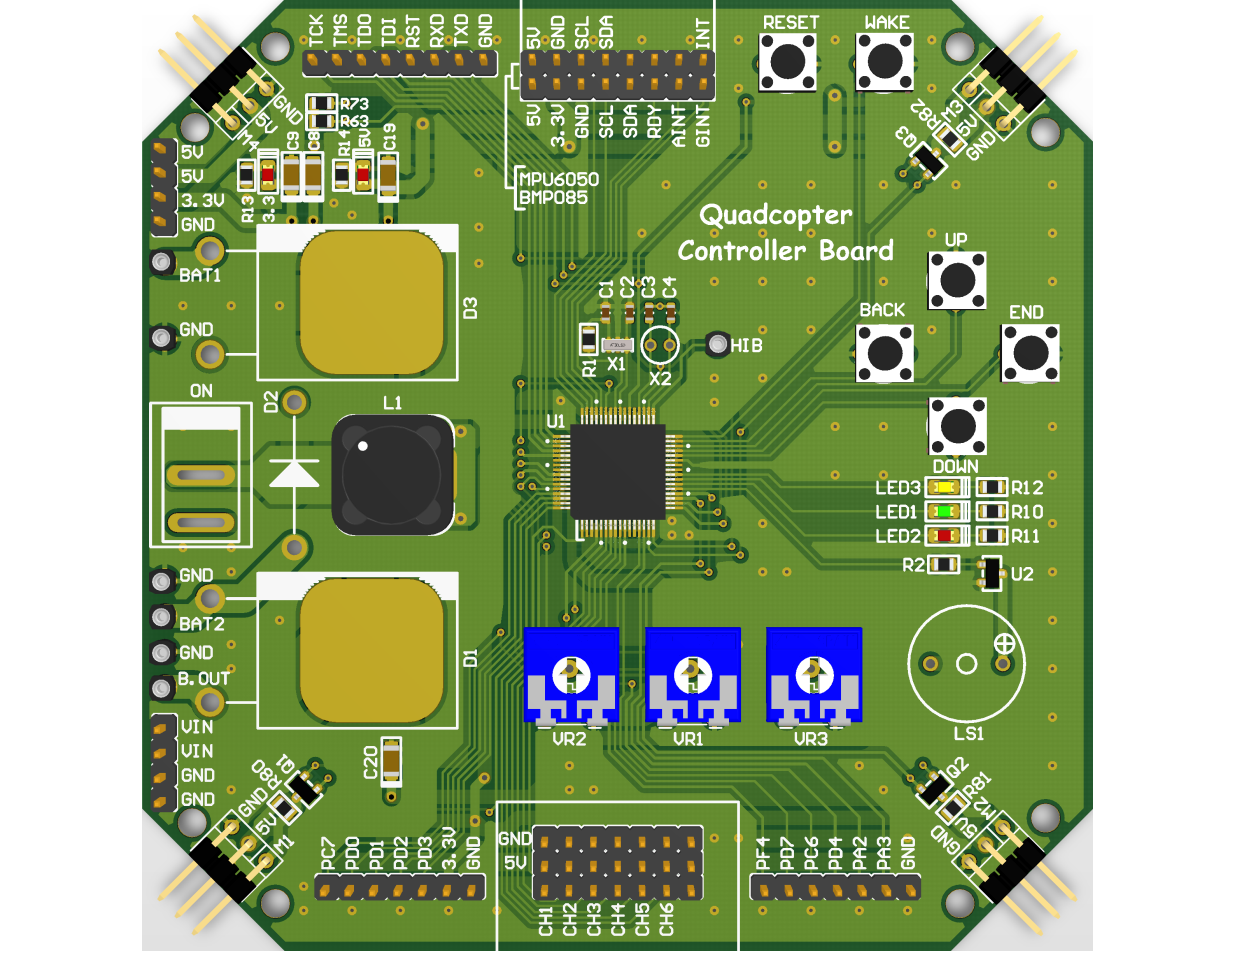 TCK TMS TDO TDI RST RXD TXD GND
5V GND SCL SDA INT
RESET WAKE
5V 3.3V GND SCL SDA RDY AINT GINT
GND
5V
M4
R73
R63
C9 C8 R14 5V C19
M3
5V
GND
R82
Q3
5V
5V
3.3V
GND
R13 3.3
MPU6050
BMP085
Quadcopter
Controller Board
BAT1
GND
D3
UP
BACK END
DOWN
C1 C2 C3 C4
R1 X1 X2
HIB
ON
D2
L1
U1
LED3 R12
LED1 R10
LED2 R11
R2 U2
GND
BAT2
GND
B.OUT
D1
VIN
VIN
GND
GND
VR2 VR1 VR3
LS1
C20
Q1
R80
GND
5V
M1
Q2
R81
M2
5V
GND
PC7 PD0 PD1 PD2 PD3 3.3V GND
GND
5V
CH1 CH2 CH3 CH4 CH5 CH6
PF4 PD7 PC6 PD4 PA2 PA3 GND